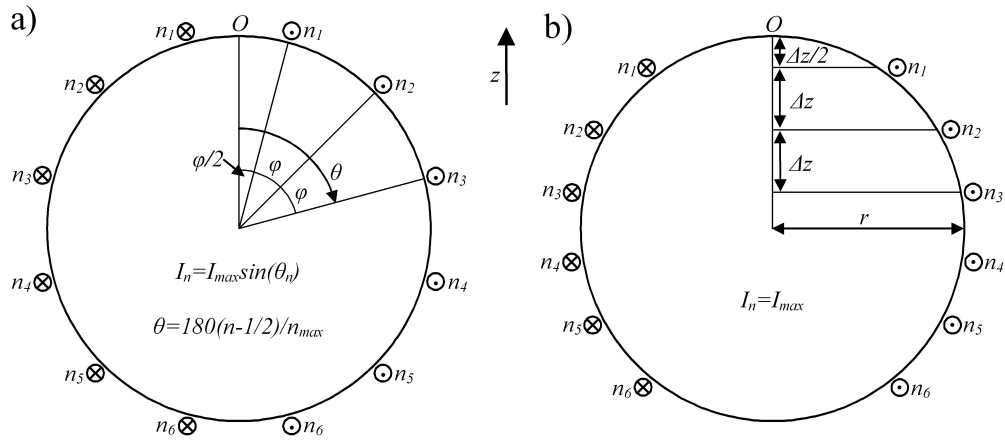 a)
O
n₁ n₁
n₂ n₂
φ/2 φ θ
n₃ φ n₃
Iₙ=Iₘₐₓsin(θₙ)
n₄ n₄
θ=180(n-1/2)/nₘₐₓ
n₅ n₅
n₆ n₆
z
b)
O
Δz/2
n₁ n₁
Δz
n₂ n₂
Δz
n₃ n₃
r
n₄ n₄
Iₙ=Iₘₐₓ
n₅ n₅
n₆ n₆